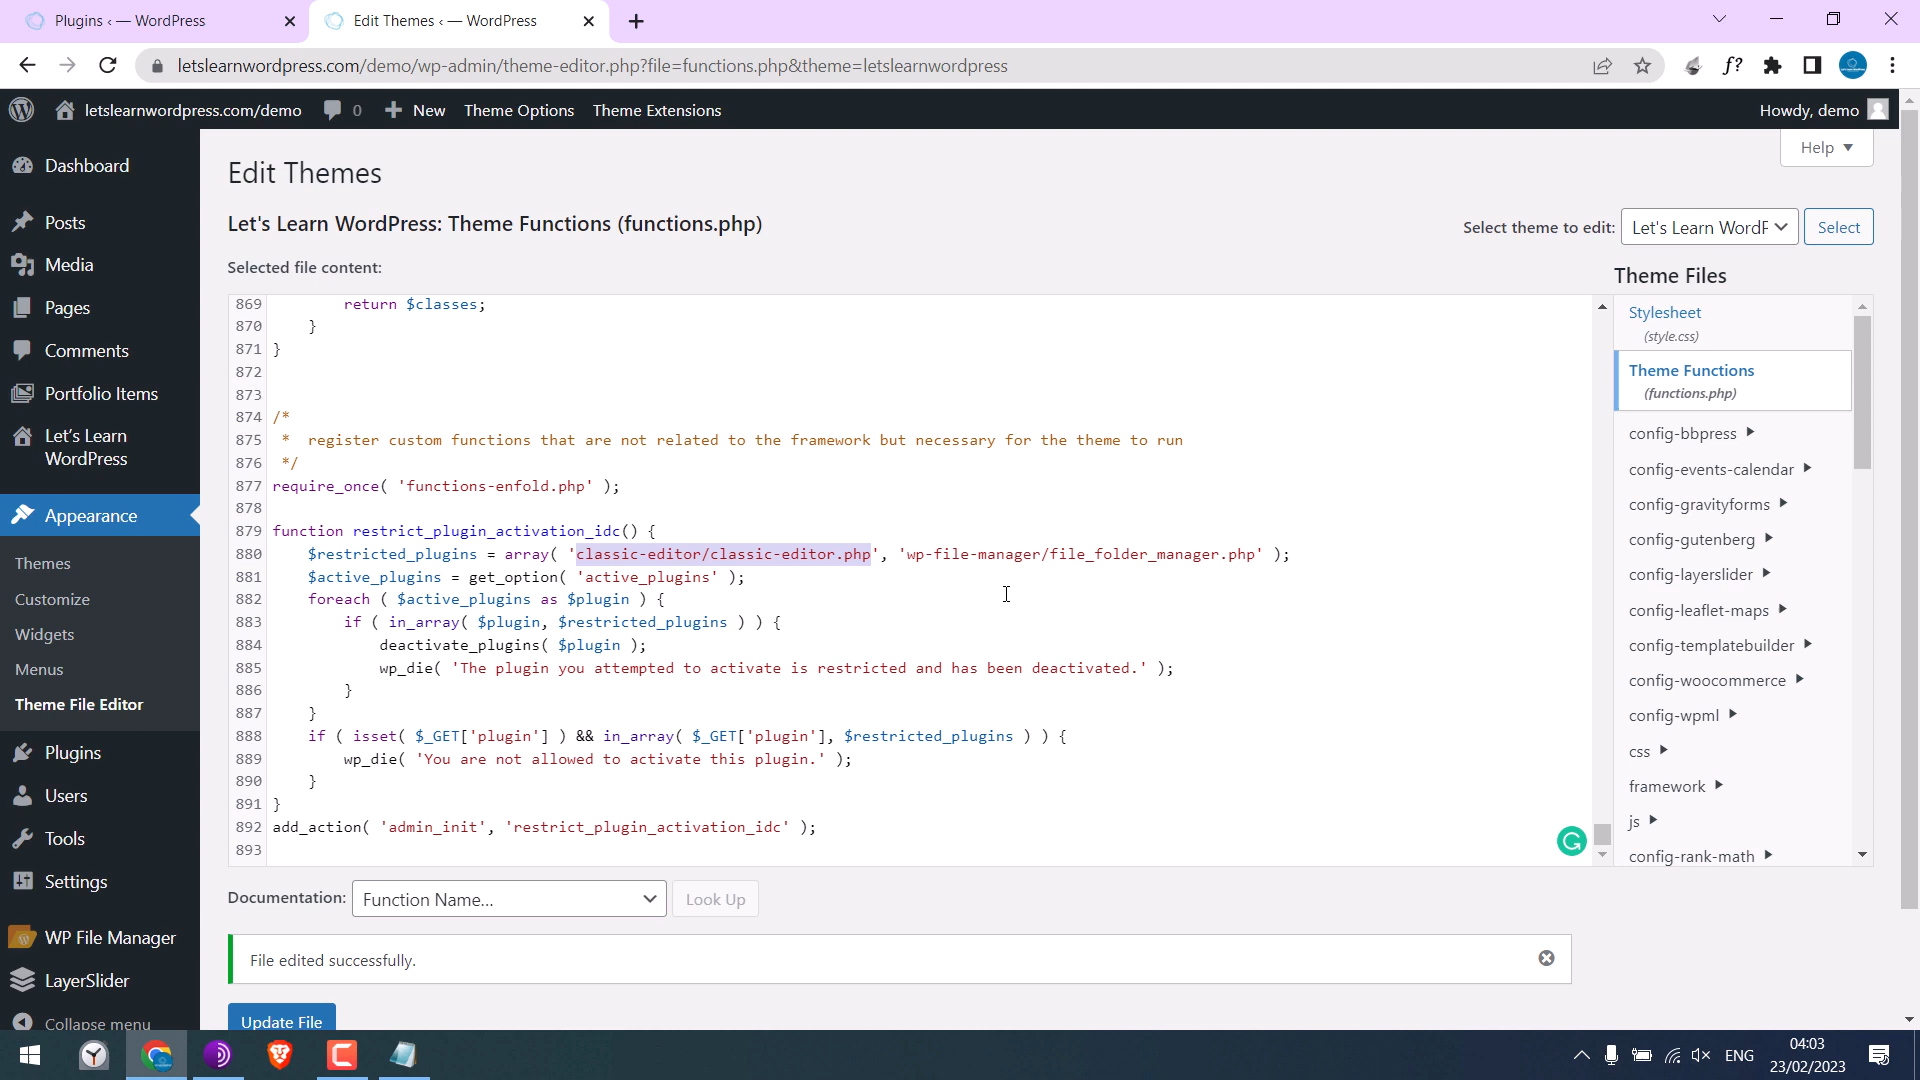 Plugins ‹ — WordPress
Edit Themes ‹ — WordPress
letslearnwordpress.com/demo/wp-admin/theme-editor.php?file=functions.php&theme=letslearnwordpress
f?
letslearnwordpress.com/demo
0
New
Theme Options
Theme Extensions
Howdy, demo
Dashboard
Posts
Media
Pages
Comments
Portfolio Items
Let's Learn
WordPress
Appearance
Themes
Customize
Widgets
Menus
Theme File Editor
Plugins
Users
Tools
Settings
WP File Manager
LayerSlider
Collapse menu
Help
Edit Themes
Let's Learn WordPress: Theme Functions (functions.php)
Select theme to edit:
Let's Learn WordF
Select
Selected file content:
869 return $classes;
870 }
871 }
872
873
874 /*
875 * register custom functions that are not related to the framework but necessary for the theme to run
876 */
877 require_once( 'functions-enfold.php' );
878
879 function restrict_plugin_activation_idc() {
880 $restricted_plugins = array( 'classic-editor/classic-editor.php', 'wp-file-manager/file_folder_manager.php' );
881 $active_plugins = get_option( 'active_plugins' );
882 foreach ( $active_plugins as $plugin ) {
883 if ( in_array( $plugin, $restricted_plugins ) ) {
884 deactivate_plugins( $plugin );
885 wp_die( 'The plugin you attempted to activate is restricted and has been deactivated.' );
886 }
887 }
888 if ( isset( $_GET['plugin'] ) && in_array( $_GET['plugin'], $restricted_plugins ) ) {
889 wp_die( 'You are not allowed to activate this plugin.' );
890 }
891 }
892 add_action( 'admin_init', 'restrict_plugin_activation_idc' );
893
Theme Files
Stylesheet
(style.css)
Theme Functions
(functions.php)
config-bbpress
config-events-calendar
config-gravityforms
config-gutenberg
config-layerslider
config-leaflet-maps
config-templatebuilder
config-woocommerce
config-wpml
css
framework
js
config-rank-math
Documentation:
Function Name...
Look Up
File edited successfully.
Update File
ENG
04:03
23/02/2023